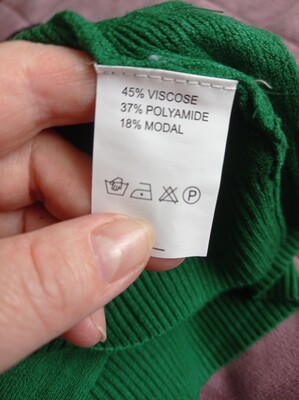 45% VISCOSE
37% POLYAMIDE
18% MODAL
P